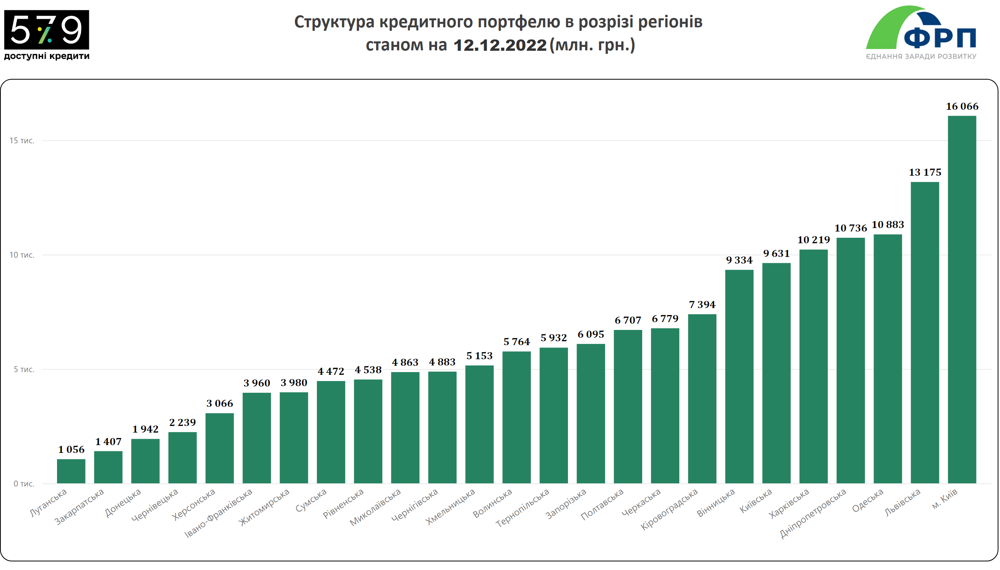 5%9
доступні кредити
Структура кредитного портфелю в розрізі регіонів
станом на 12.12.2022 (млн. грн.)
ФРП
ЄДНАННЯ ЗАРАДИ РОЗВИТКУ
15 тис.
10 тис.
5 тис.
0 тис.
1 056
1 407
1 942
2 239
3 066
3 960
3 980
4 472
4 538
4 863
4 883
5 153
5 764
5 932
6 095
6 707
6 779
7 394
9 334
9 631
10 219
10 736
10 883
13 175
16 066
Луганська
Закарпатська
Донецька
Чернівецька
Херсонська
Івано-Франківська
Житомирська
Сумська
Рівненська
Миколаївська
Чернігівська
Хмельницька
Волинська
Тернопільська
Запорізька
Полтавська
Черкаська
Кіровоградська
Вінницька
Київська
Харківська
Дніпропетровська
Одеська
Львівська
м. Київ